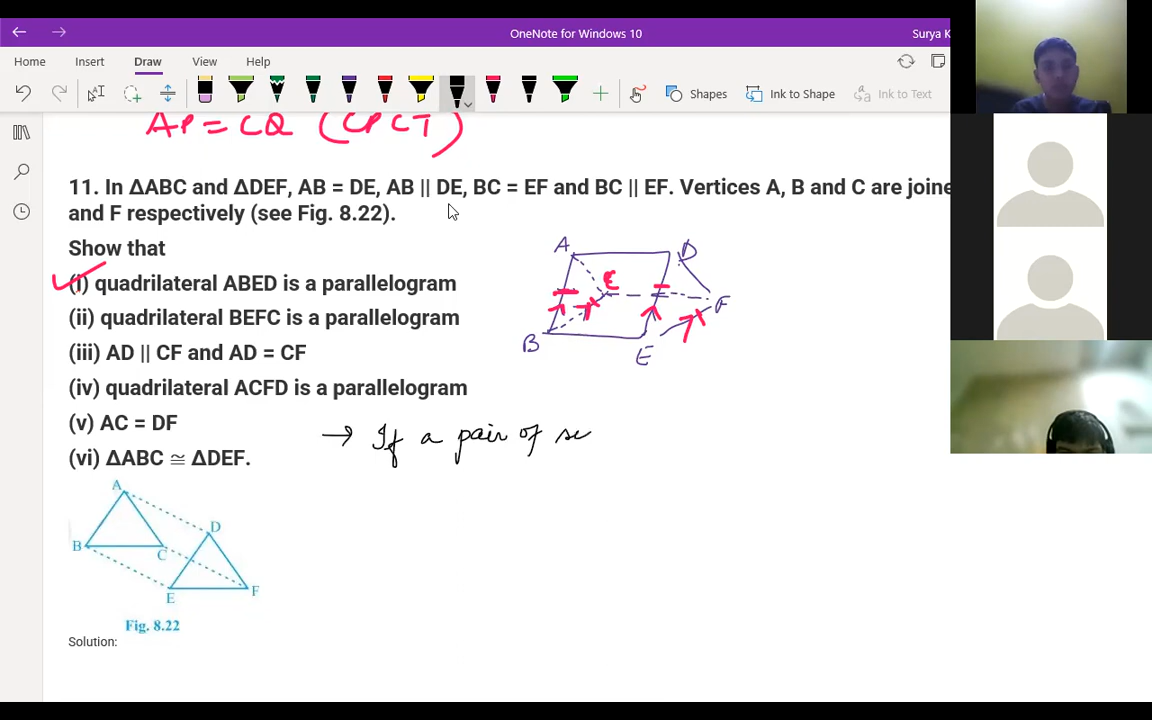 OneNote for Windows 10
Surya K
Home Insert Draw View Help
Shapes Ink to Shape Ink to Text
AP = CQ (CPCT)
11. In ΔABC and ΔDEF, AB = DE, AB || DE, BC = EF and BC || EF. Vertices A, B and C are joine
and F respectively (see Fig. 8.22).
Show that
(i) quadrilateral ABED is a parallelogram
(ii) quadrilateral BEFC is a parallelogram
(iii) AD || CF and AD = CF
(iv) quadrilateral ACFD is a parallelogram
(v) AC = DF
(vi) ΔABC ≅ ΔDEF.
A D
C
F
B
E
→ If a pair of se
A
D
B C
E F
Fig. 8.22
Solution: